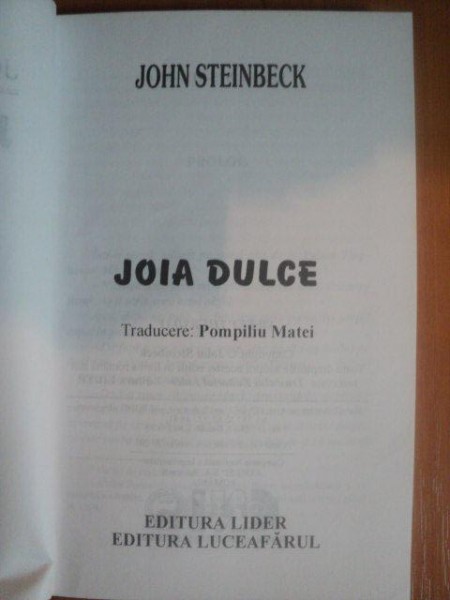 JOHN STEINBECK
JOIA DULCE
Traducere: Pompiliu Matei
EDITURA LIDER
EDITURA LUCEAFĂRUL